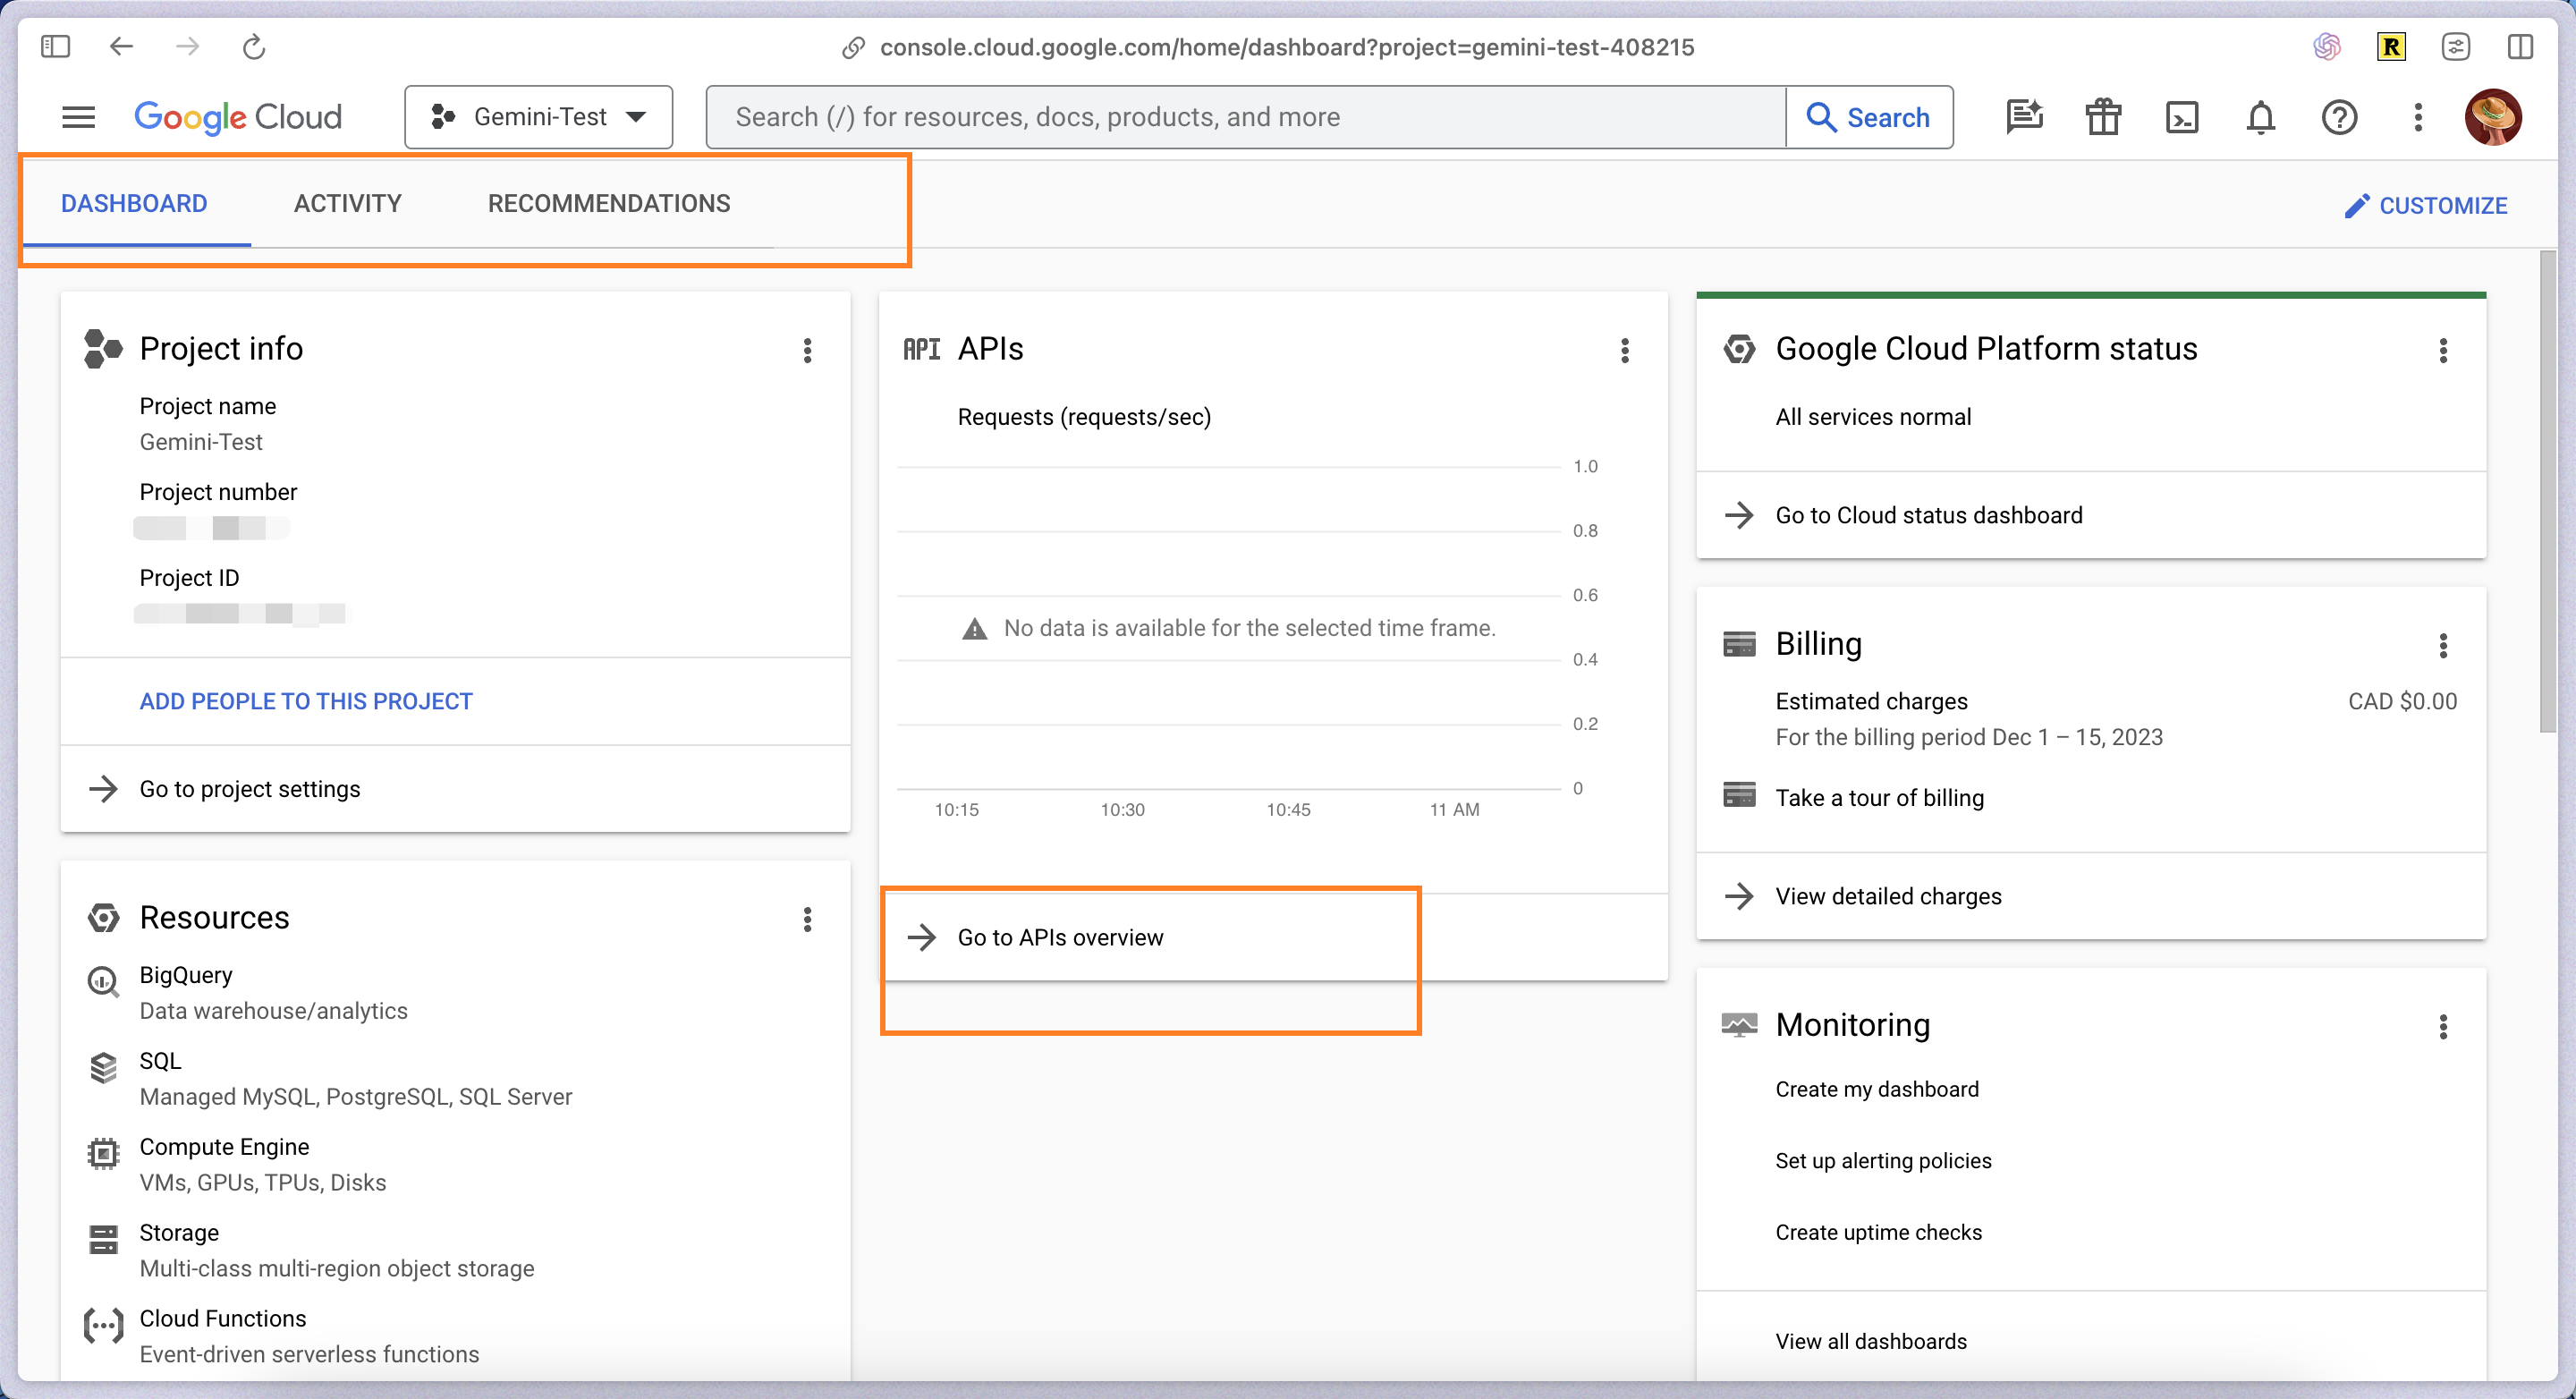 console.cloud.google.com/home/dashboard?project=gemini-test-408215
R
Google Cloud
Gemini-Test
Search (/) for resources, docs, products, and more
Search
DASHBOARD
ACTIVITY
RECOMMENDATIONS
CUSTOMIZE
Project info
Project name
Gemini-Test
Project number
Project ID
ADD PEOPLE TO THIS PROJECT
Go to project settings
Resources
BigQuery
Data warehouse/analytics
SQL
Managed MySQL, PostgreSQL, SQL Server
Compute Engine
VMs, GPUs, TPUs, Disks
Storage
Multi-class multi-region object storage
Cloud Functions
Event-driven serverless functions
API APIs
Requests (requests/sec)
1.0
0.8
0.6
No data is available for the selected time frame.
0.4
0.2
0
10:15 10:30 10:45 11 AM
Go to APIs overview
Google Cloud Platform status
All services normal
Go to Cloud status dashboard
Billing
Estimated charges CAD $0.00
For the billing period Dec 1 – 15, 2023
Take a tour of billing
View detailed charges
Monitoring
Create my dashboard
Set up alerting policies
Create uptime checks
View all dashboards